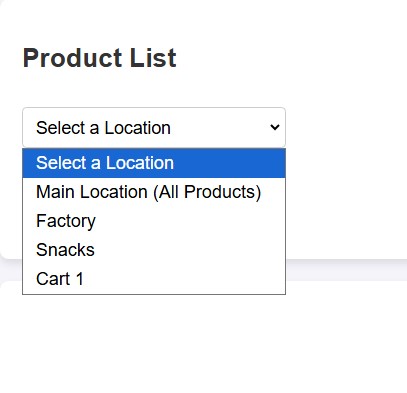 Product List
Select a Location
Select a Location
Main Location (All Products)
Factory
Snacks
Cart 1